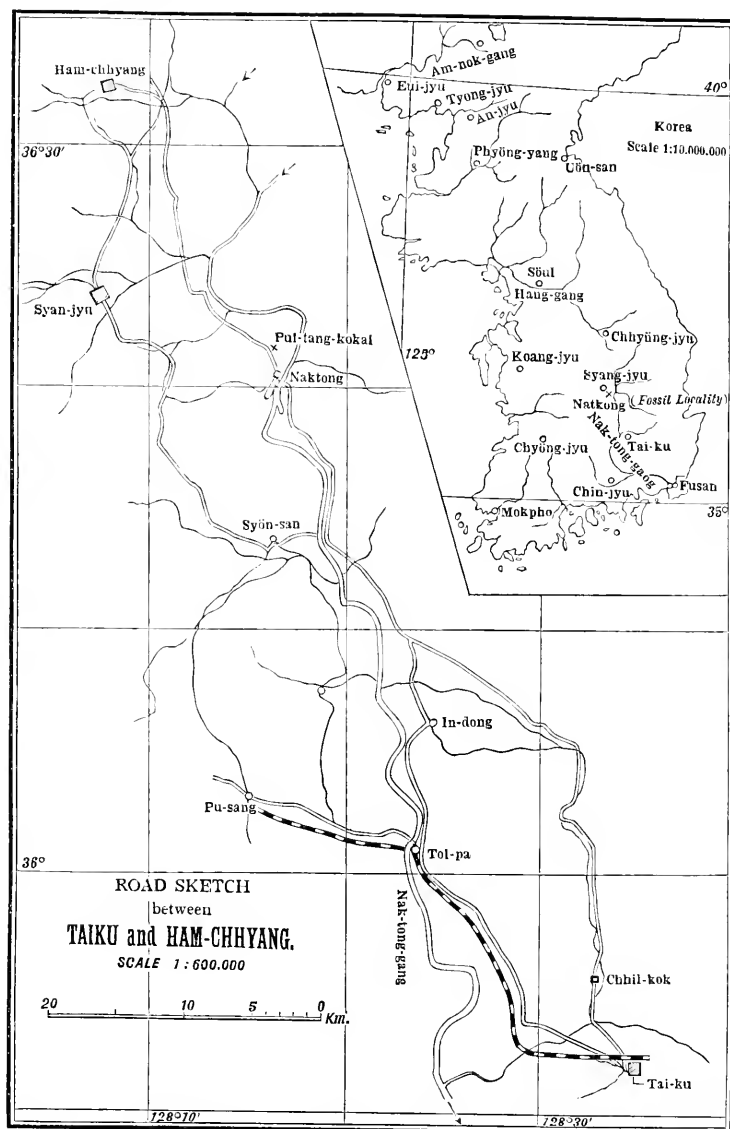 Ham-chhyang
36°30'
Syan-jyu
Pul-tang-kokai
Naktong
Syön-san
In-dong
Pu-sang
Tol-pa
36°
Nak-tong-gang
Chhil-kok
Tai-ku
128°10'
128°30'
ROAD SKETCH
between
TAIKU and HAM-CHHYANG.
SCALE 1:600.000
20 10 5 0
Km.
Am-nok-gang
40°
Eui-jyu
Tyong-jyu
An-jyu
Korea
Scale 1:10.000.000
Phyöng-yang
Uön-san
Söul
Hang-gang
125°
Chhyüng-jyu
Koang-jyu
Syang-jyu
Natkong
(Fossil Locality)
Nak-tong-gang
Tai-ku
Chyöng-jyu
Chin-jyu
Fusan
Mokpho
35°